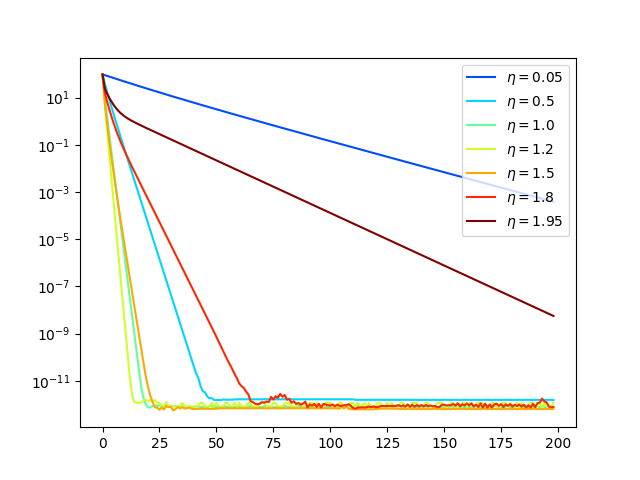 10¹
10⁻¹
10⁻³
10⁻⁵
10⁻⁷
10⁻⁹
10⁻¹¹
0 25 50 75 100 125 150 175 200
η = 0.05
η = 0.5
η = 1.0
η = 1.2
η = 1.5
η = 1.8
η = 1.95